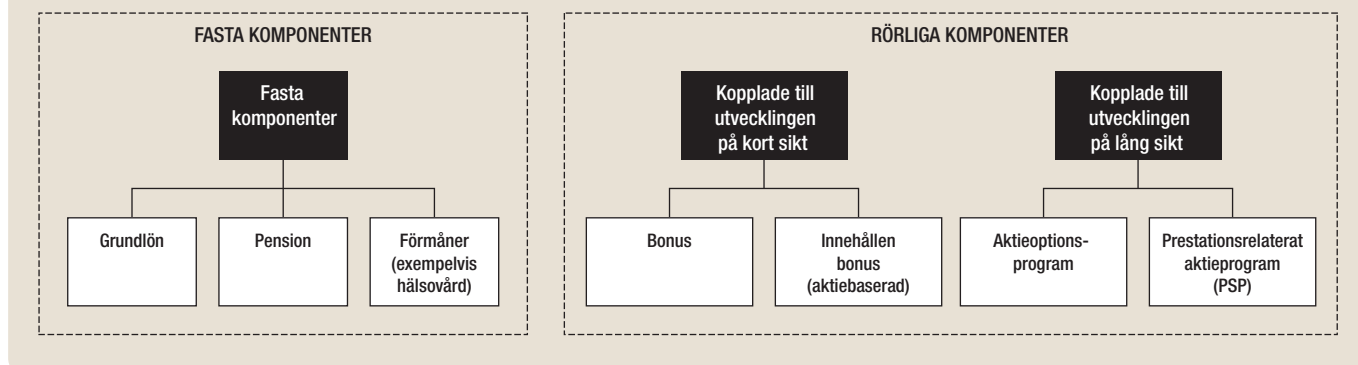 FASTA KOMPONENTER
Fasta
komponenter
Grundlön
Pension
Förmåner
(exempelvis
hälsovård)
RÖRLIGA KOMPONENTER
Kopplade till
utvecklingen
på kort sikt
Bonus
Innehållen
bonus
(aktiebaserad)
Kopplade till
utvecklingen
på lång sikt
Aktieoptions-
program
Prestationsrelaterat
aktieprogram
(PSP)